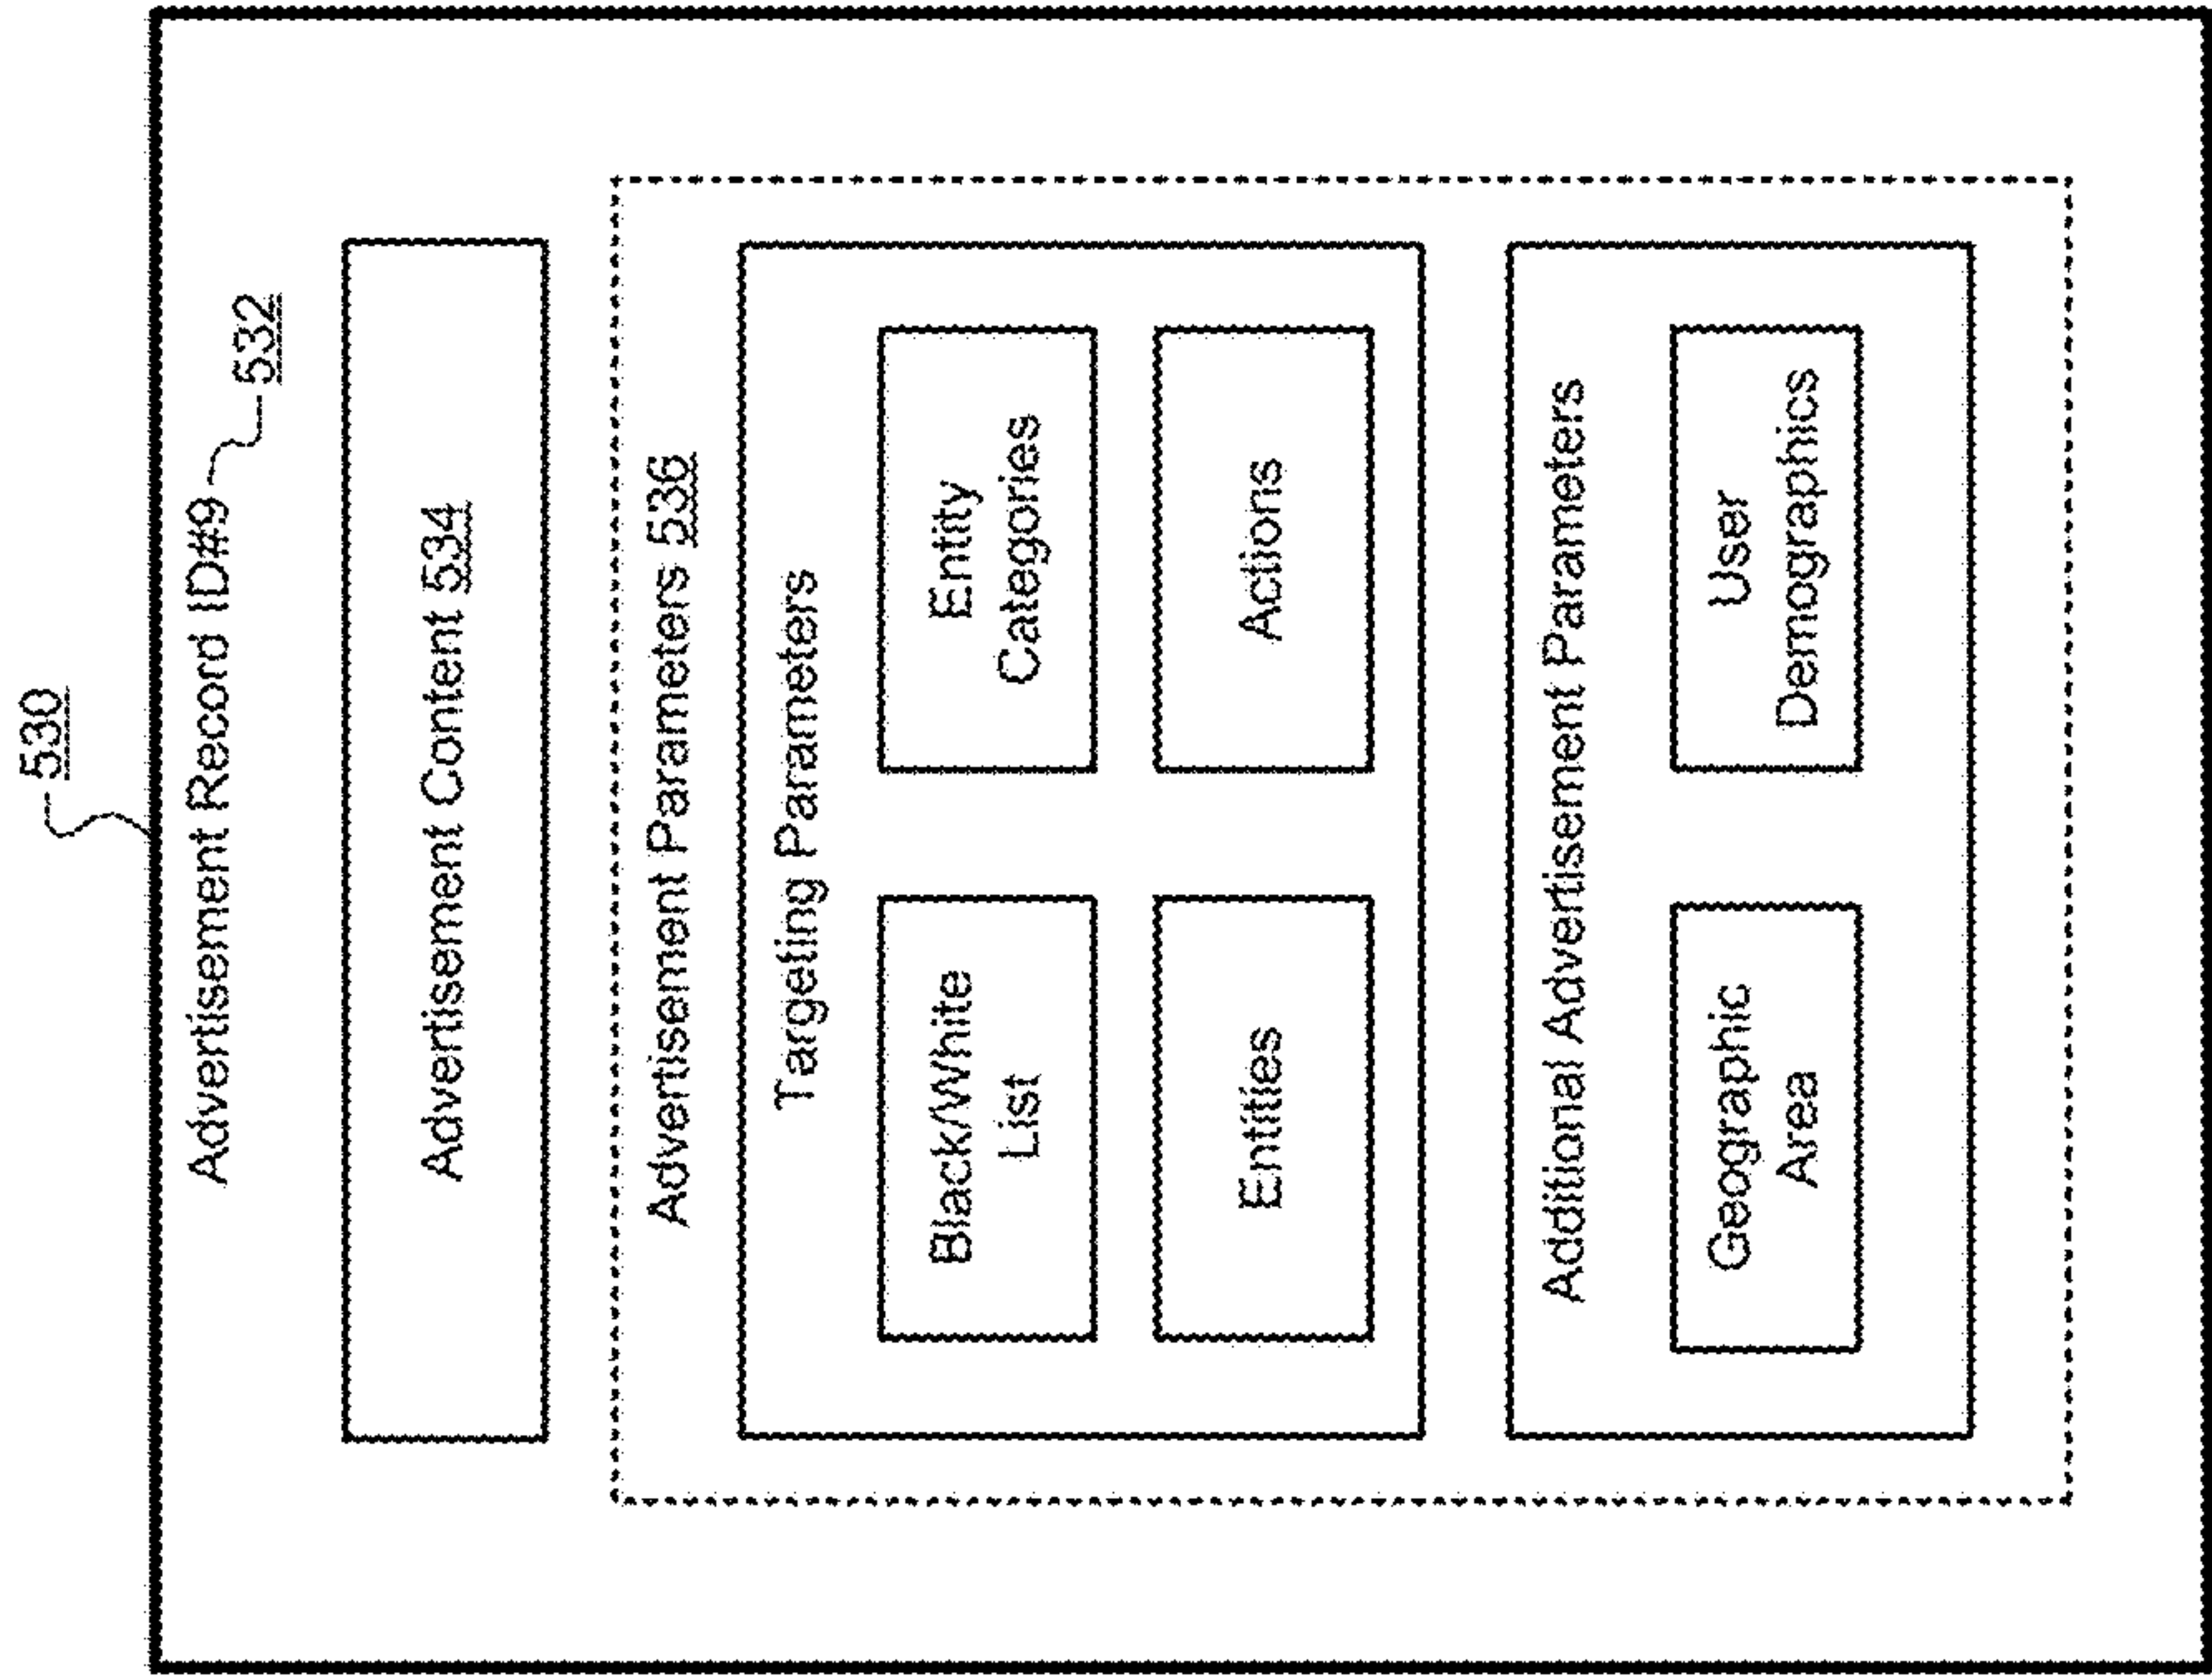 530
Advertisement Record ID#9
532
Advertisement Content 534
Advertisement Parameters 536
Targeting Parameters
Black/White
List
Entity
Categories
Entities
Actions
Additional Advertisement Parameters
Geographic
Area
User
Demographics